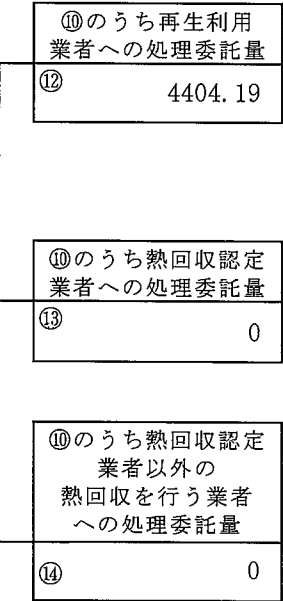 ⑩のうち再生利用
業者への処理委託量
⑫ 4404.19
⑩のうち熱回収認定
業者への処理委託量
⑬ 0
⑩のうち熱回収認定
業者以外の
熱回収を行う業者
への処理委託量
⑭ 0